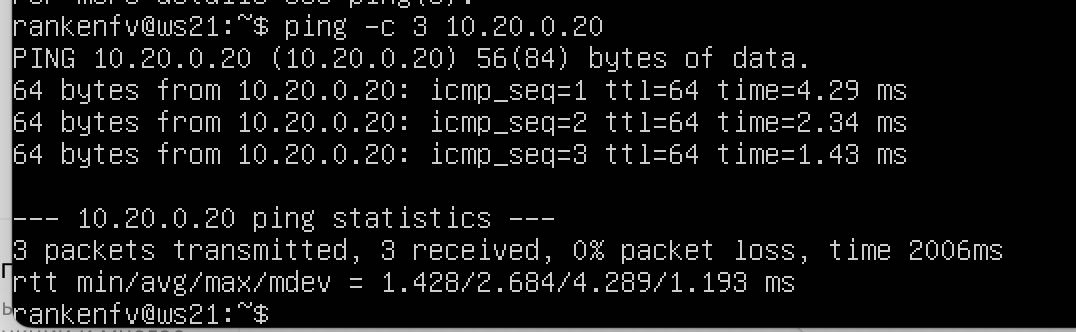 rankenfv@ws21:~$ ping -c 3 10.20.0.20
PING 10.20.0.20 (10.20.0.20) 56(84) bytes of data.
64 bytes from 10.20.0.20: icmp_seq=1 ttl=64 time=4.29 ms
64 bytes from 10.20.0.20: icmp_seq=2 ttl=64 time=2.34 ms
64 bytes from 10.20.0.20: icmp_seq=3 ttl=64 time=1.43 ms

--- 10.20.0.20 ping statistics ---
3 packets transmitted, 3 received, 0% packet loss, time 2006ms
rtt min/avg/max/mdev = 1.428/2.684/4.289/1.193 ms
rankenfv@ws21:~$